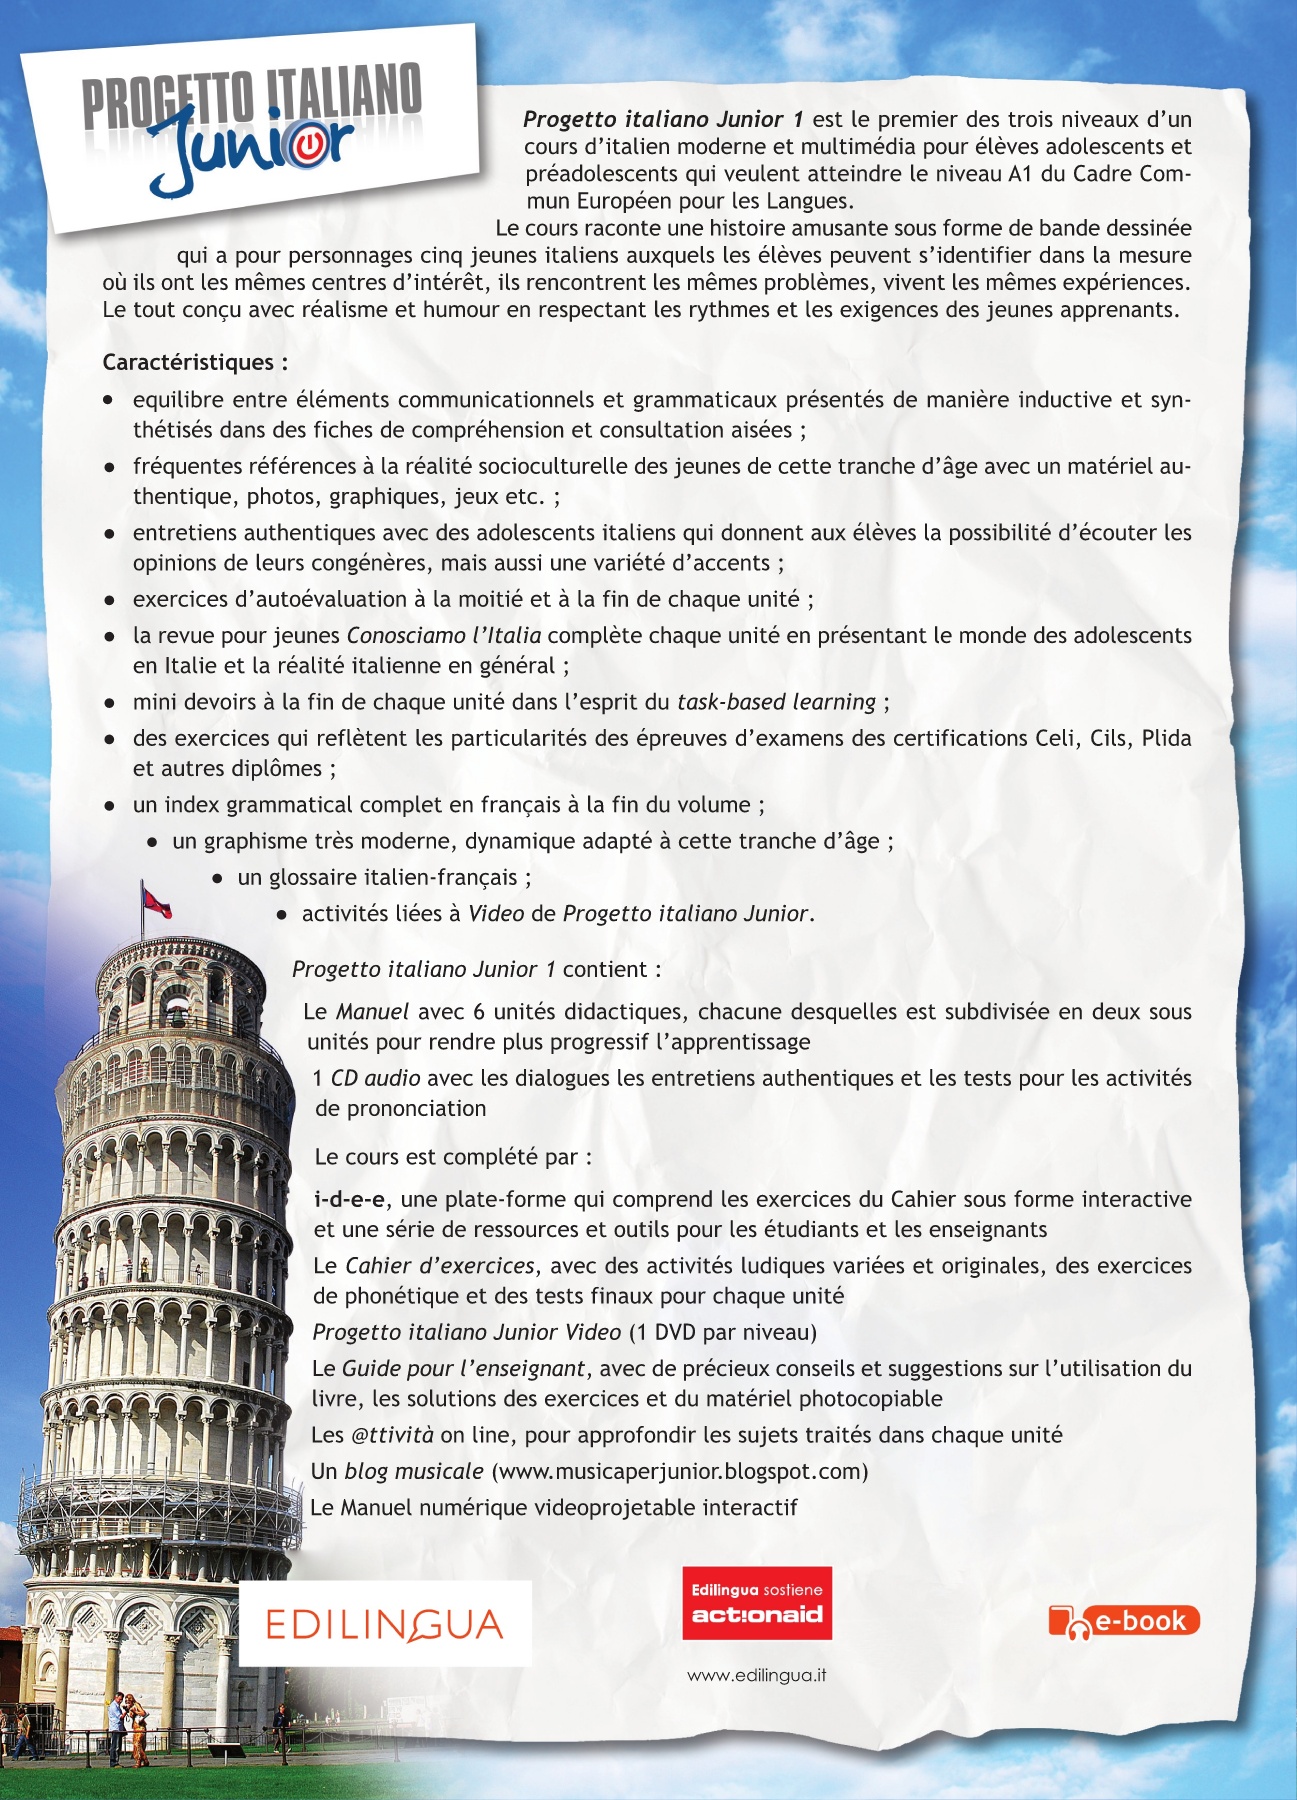 PROGETTO ITALIANO
Junior
Progetto italiano Junior 1 est le premier des trois niveaux d’un
cours d’italien moderne et multimédia pour élèves adolescents et
préadolescents qui veulent atteindre le niveau A1 du Cadre Com-
mun Européen pour les Langues.
Le cours raconte une histoire amusante sous forme de bande dessinée
qui a pour personnages cinq jeunes italiens auxquels les élèves peuvent s’identifier dans la mesure
où ils ont les mêmes centres d’intérêt, ils rencontrent les mêmes problèmes, vivent les mêmes expériences.
Le tout conçu avec réalisme et humour en respectant les rythmes et les exigences des jeunes apprenants.
Caractéristiques :
● equilibre entre éléments communicationnels et grammaticaux présentés de manière inductive et syn-
thétisés dans des fiches de compréhension et consultation aisées ;
● fréquentes références à la réalité socioculturelle des jeunes de cette tranche d’âge avec un matériel au-
thentique, photos, graphiques, jeux etc. ;
● entretiens authentiques avec des adolescents italiens qui donnent aux élèves la possibilité d’écouter les
opinions de leurs congénères, mais aussi une variété d’accents ;
● exercices d’autoévaluation à la moitié et à la fin de chaque unité ;
● la revue pour jeunes Conosciamo l’Italia complète chaque unité en présentant le monde des adolescents
en Italie et la réalité italienne en général ;
● mini devoirs à la fin de chaque unité dans l’esprit du task-based learning ;
● des exercices qui reflètent les particularités des épreuves d’examens des certifications Celi, Cils, Plida
et autres diplômes ;
● un index grammatical complet en français à la fin du volume ;
● un graphisme très moderne, dynamique adapté à cette tranche d’âge ;
● un glossaire italien-français ;
● activités liées à Video de Progetto italiano Junior.
Progetto italiano Junior 1 contient :
Le Manuel avec 6 unités didactiques, chacune desquelles est subdivisée en deux sous
unités pour rendre plus progressif l’apprentissage
1 CD audio avec les dialogues les entretiens authentiques et les tests pour les activités
de prononciation
Le cours est complété par :
i-d-e-e, une plate-forme qui comprend les exercices du Cahier sous forme interactive
et une série de ressources et outils pour les étudiants et les enseignants
Le Cahier d’exercices, avec des activités ludiques variées et originales, des exercices
de phonétique et des tests finaux pour chaque unité
Progetto italiano Junior Video (1 DVD par niveau)
Le Guide pour l’enseignant, avec de précieux conseils et suggestions sur l’utilisation du
livre, les solutions des exercices et du matériel photocopiable
Les @ttività on line, pour approfondir les sujets traités dans chaque unité
Un blog musicale (www.musicaperjunior.blogspot.com)
Le Manuel numérique videoprojetable interactif
EDILINGUA
Edilingua sostiene
act!onaid
www.edilingua.it
e-book